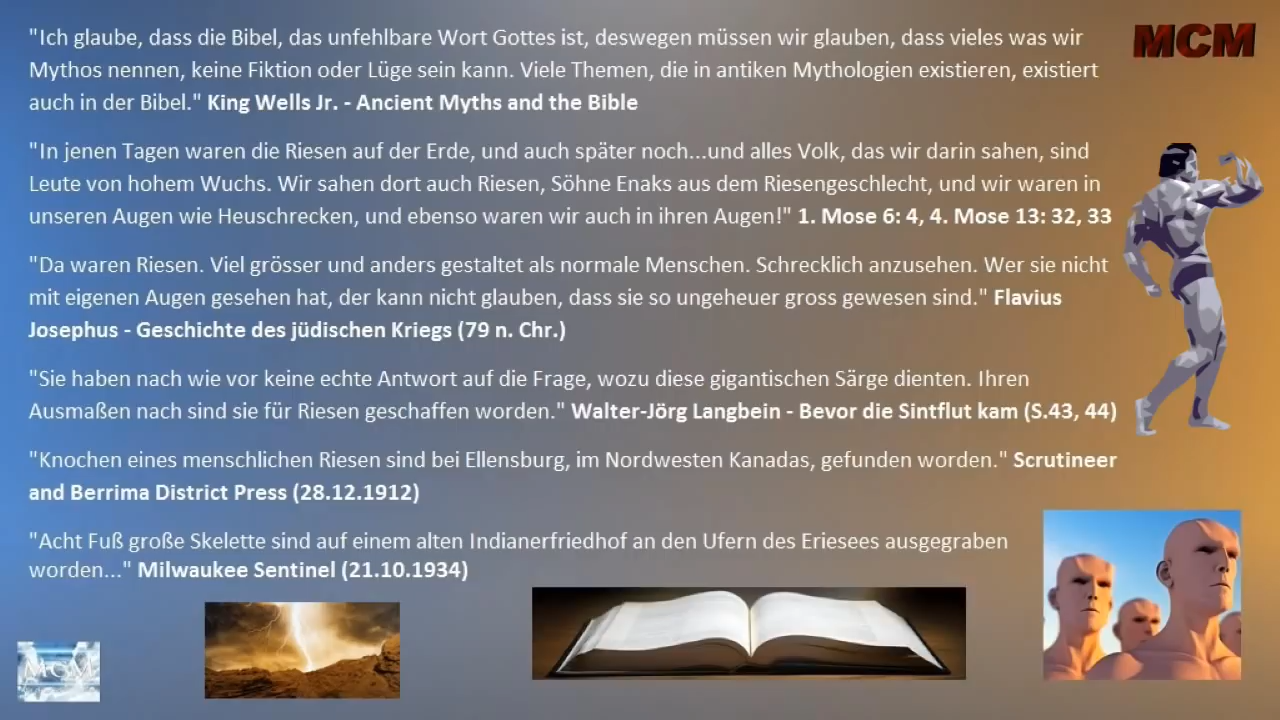 "Ich glaube, dass die Bibel, das unfehlbare Wort Gottes ist, deswegen müssen wir glauben, dass vieles was wir
Mythos nennen, keine Fiktion oder Lüge sein kann. Viele Themen, die in antiken Mythologien existieren, existiert
auch in der Bibel." King Wells Jr. - Ancient Myths and the Bible
"In jenen Tagen waren die Riesen auf der Erde, und auch später noch...und alles Volk, das wir darin sahen, sind
Leute von hohem Wuchs. Wir sahen dort auch Riesen, Söhne Enaks aus dem Riesengeschlecht, und wir waren in
unseren Augen wie Heuschrecken, und ebenso waren wir auch in ihren Augen!" 1. Mose 6: 4, 4. Mose 13: 32, 33
"Da waren Riesen. Viel grösser und anders gestaltet als normale Menschen. Schrecklich anzusehen. Wer sie nicht
mit eigenen Augen gesehen hat, der kann nicht glauben, dass sie so ungeheuer gross gewesen sind." Flavius
Josephus - Geschichte des jüdischen Kriegs (79 n. Chr.)
"Sie haben nach wie vor keine echte Antwort auf die Frage, wozu diese gigantischen Särge dienten. Ihren
Ausmaßen nach sind sie für Riesen geschaffen worden." Walter-Jörg Langbein - Bevor die Sintflut kam (S.43, 44)
"Knochen eines menschlichen Riesen sind bei Ellensburg, im Nordwesten Kanadas, gefunden worden." Scrutineer
and Berrima District Press (28.12.1912)
"Acht Fuß große Skelette sind auf einem alten Indianerfriedhof an den Ufern des Eriesees ausgegraben
worden..." Milwaukee Sentinel (21.10.1934)
MCM
MCM